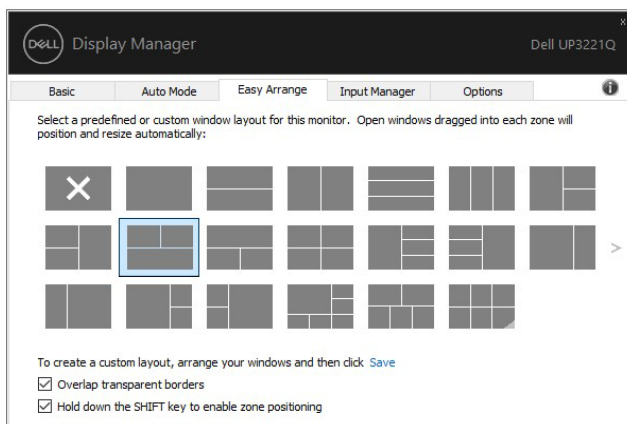 x
DELL Display Manager Dell UP3221Q
Basic Auto Mode Easy Arrange Input Manager Options
Select a predefined or custom window layout for this monitor. Open windows dragged into each zone will
position and resize automatically:
To create a custom layout, arrange your windows and then click Save
Overlap transparent borders
Hold down the SHIFT key to enable zone positioning